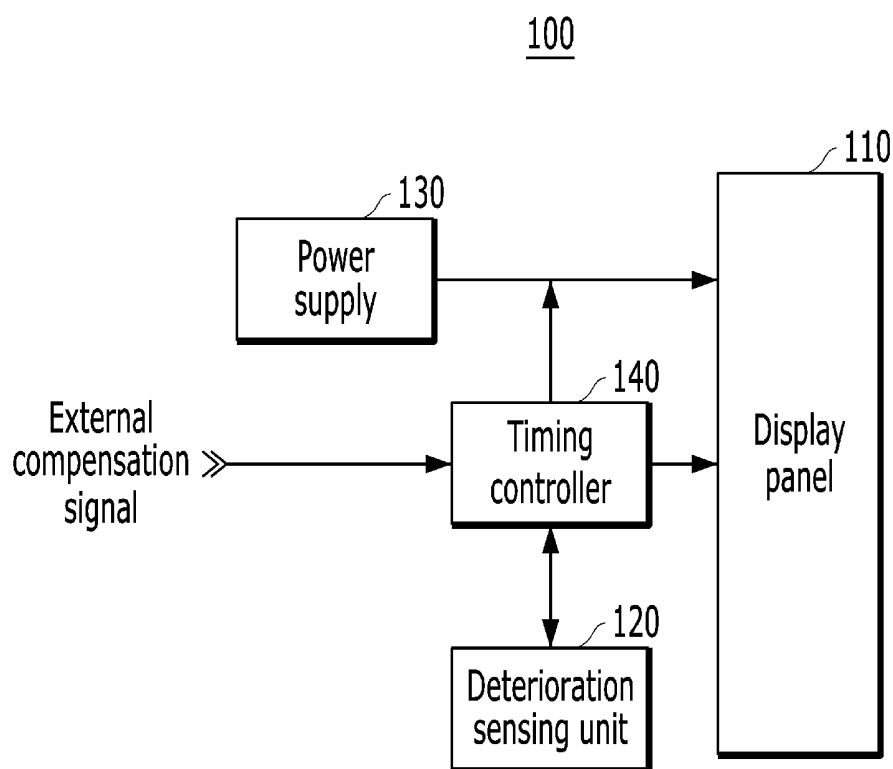 100
110
130
Power
supply
140
External
compensation
signal
Timing
controller
Display
panel
120
Deterioration
sensing unit